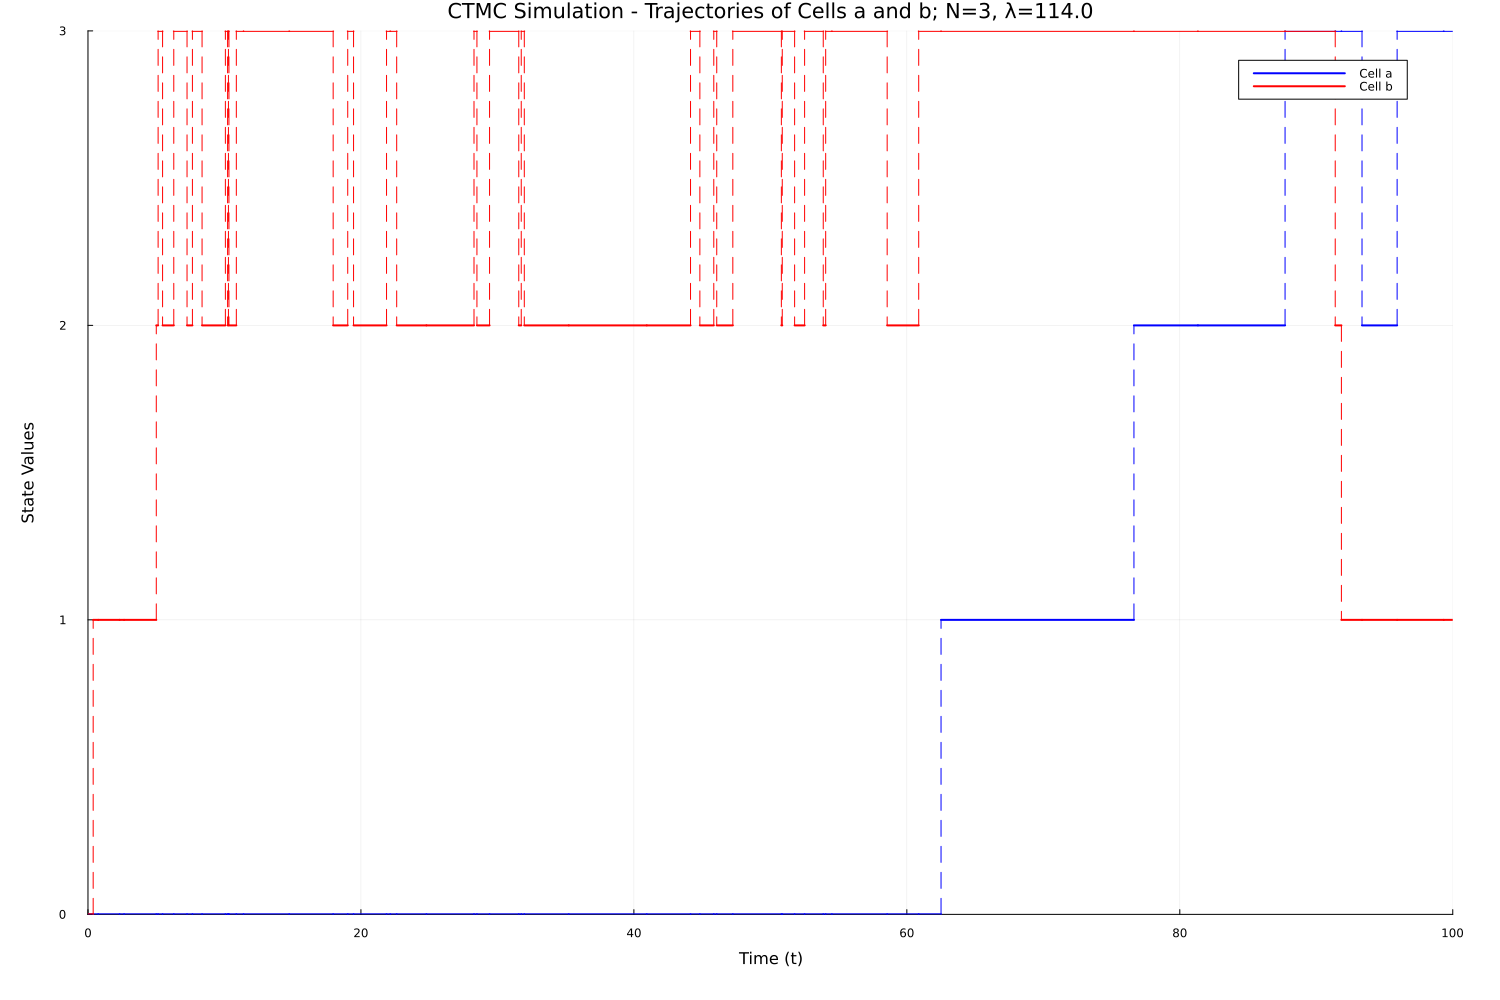 CTMC Simulation - Trajectories of Cells a and b; N=3, λ=114.0
3
Cell a
Cell b
2
State Values
1
0
0 20 40 60 80 100
Time (t)